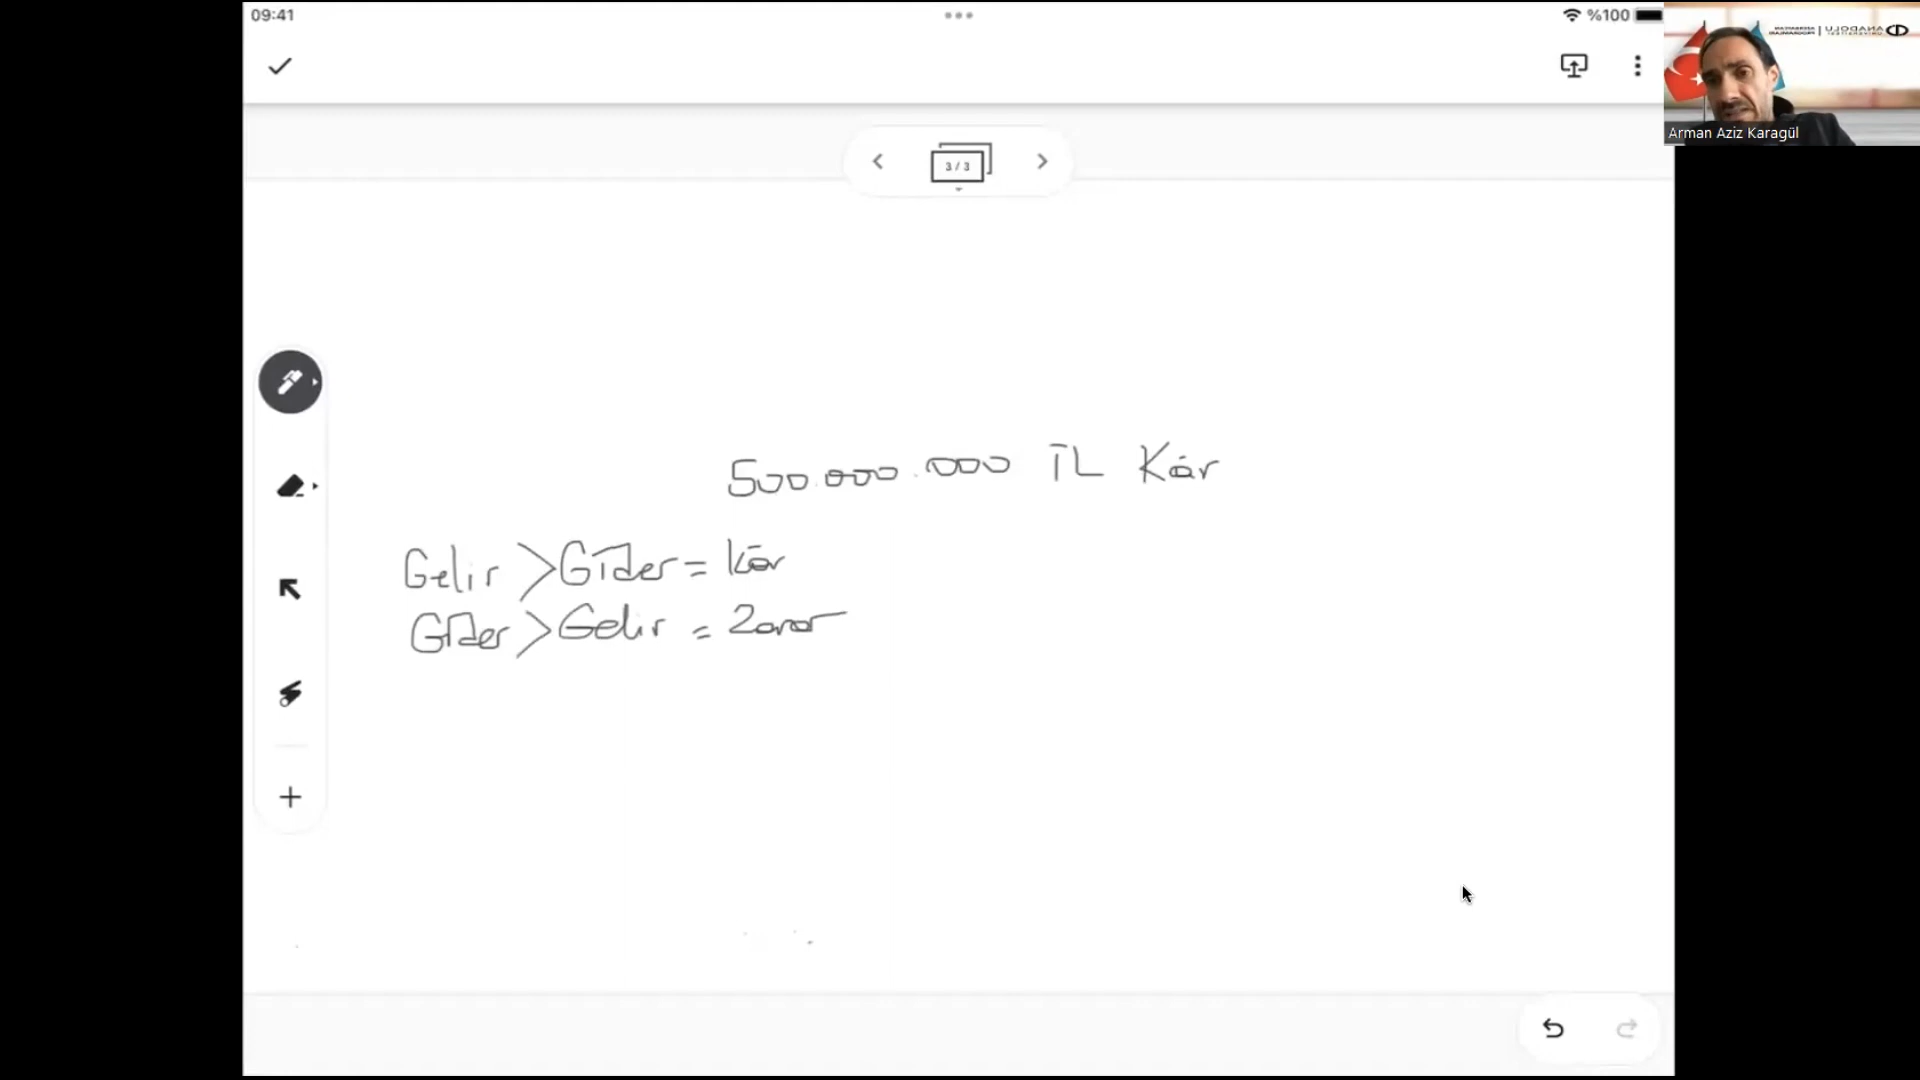 09:41
%100
3 / 3
Arman Aziz Karagül
500.000.000 TL Kâr
Gelir > Gider = kâr
Gider > Gelir = Zarar